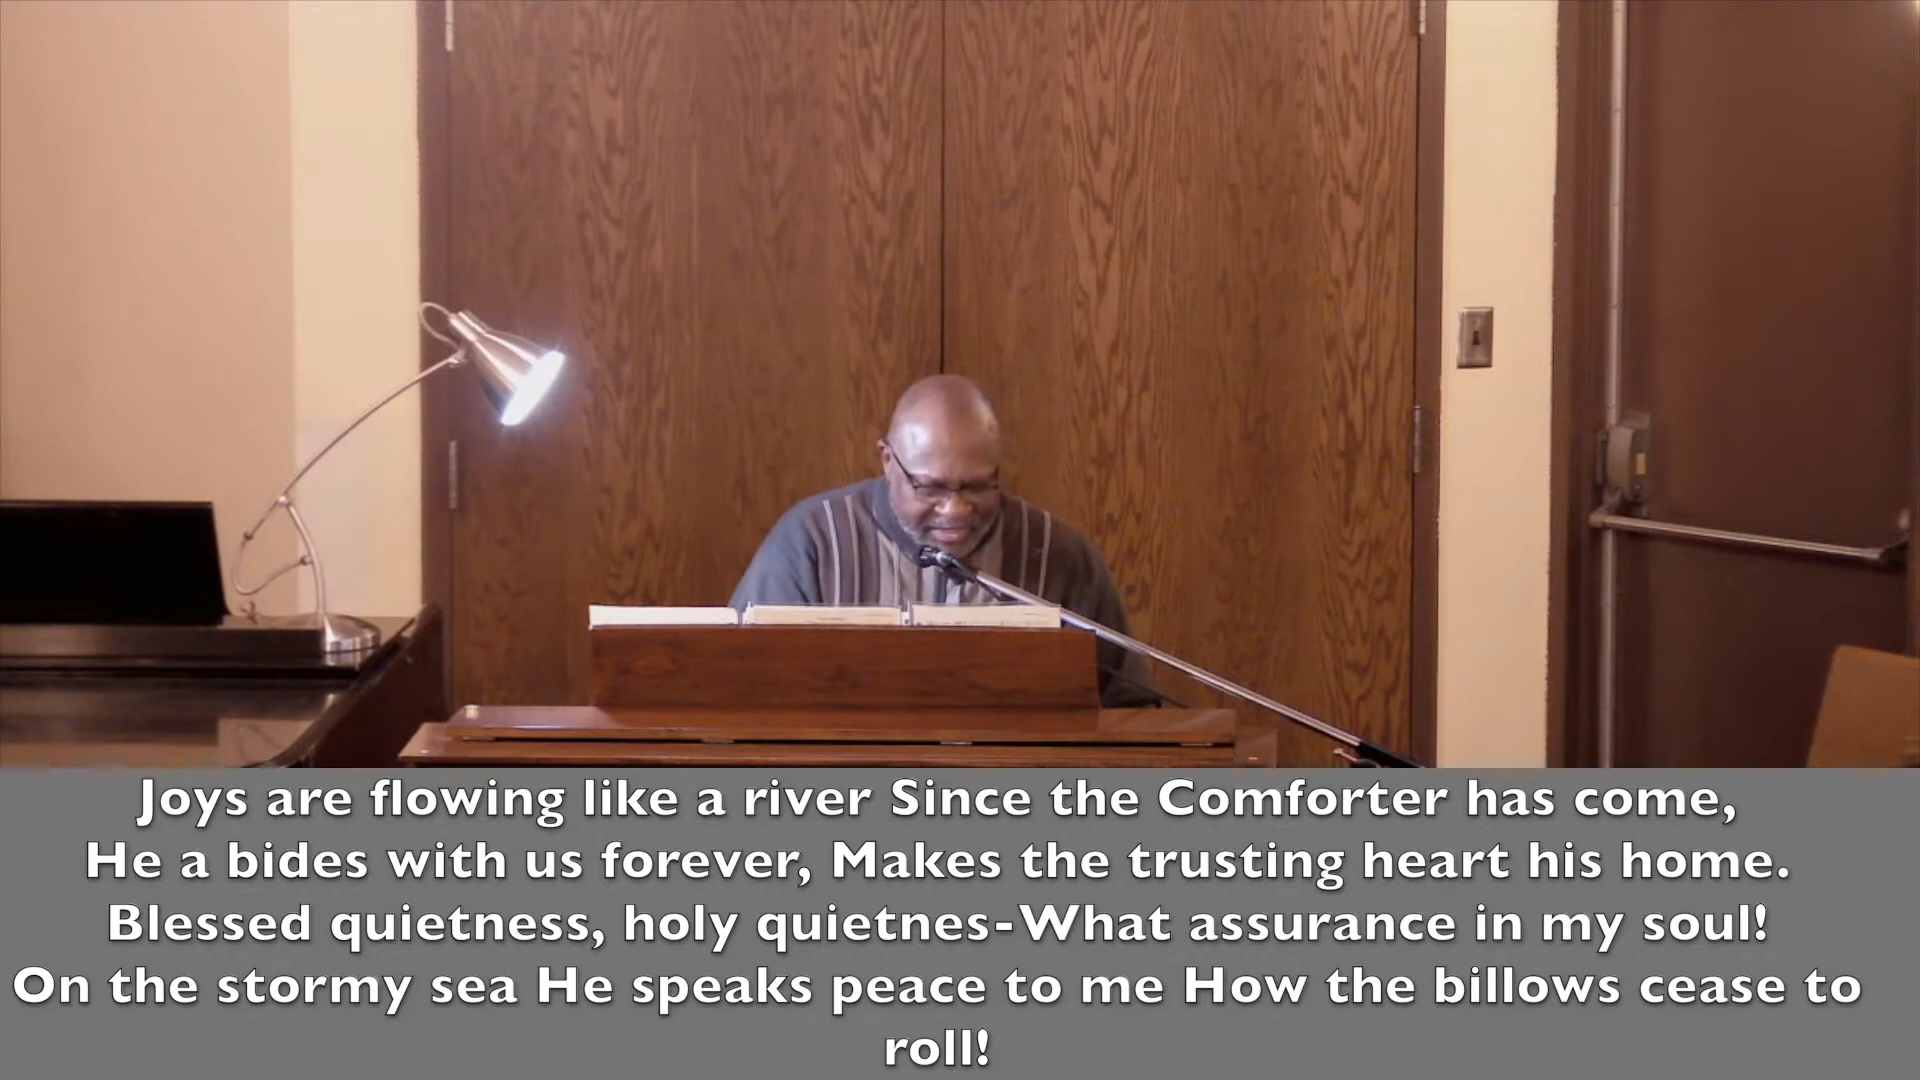 Joys are flowing like a river Since the Comforter has come,
He a bides with us forever, Makes the trusting heart his home.
Blessed quietness, holy quietnes-What assurance in my soul!
On the stormy sea He speaks peace to me How the billows cease to
roll!